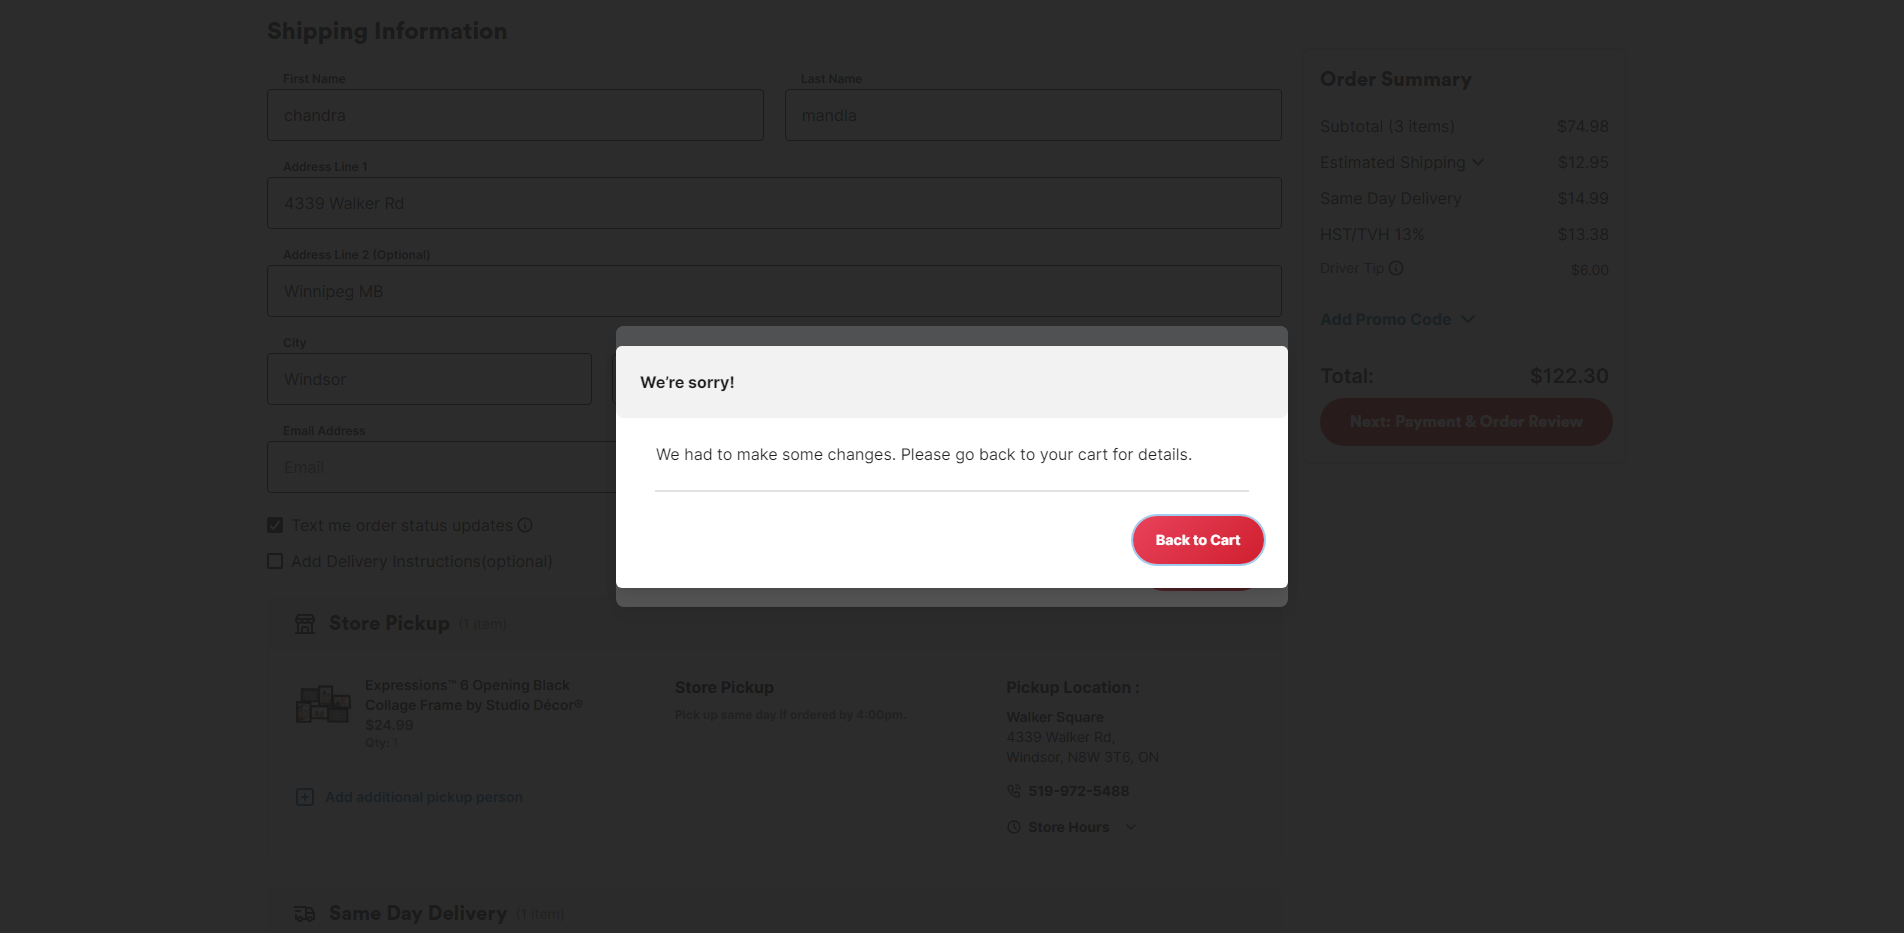 Shipping Information
First Name
chandra
Last Name
mandla
Address Line 1
4339 Walker Rd
Address Line 2 (Optional)
Winnipeg MB
City
Windsor
Email Address
Email
Text me order status updates
Add Delivery Instructions(optional)
Order Summary
Subtotal (3 items) $74.98
Estimated Shipping $12.95
Same Day Delivery $14.99
HST/TVH 13% $13.38
Driver Tip $6.00
Add Promo Code
Total: $122.30
Next: Payment & Order Review
We're sorry!
We had to make some changes. Please go back to your cart for details.
Back to Cart
Store Pickup (1 item)
Expressions™ 6 Opening Black
Collage Frame by Studio Décor®
$24.99
Qty: 1
Add additional pickup person
Store Pickup
Pick up same day if ordered by 4:00pm.
Pickup Location :
Walker Square
4339 Walker Rd,
Windsor, N8W 3T6, ON
519-972-5488
Store Hours
Same Day Delivery (1 item)